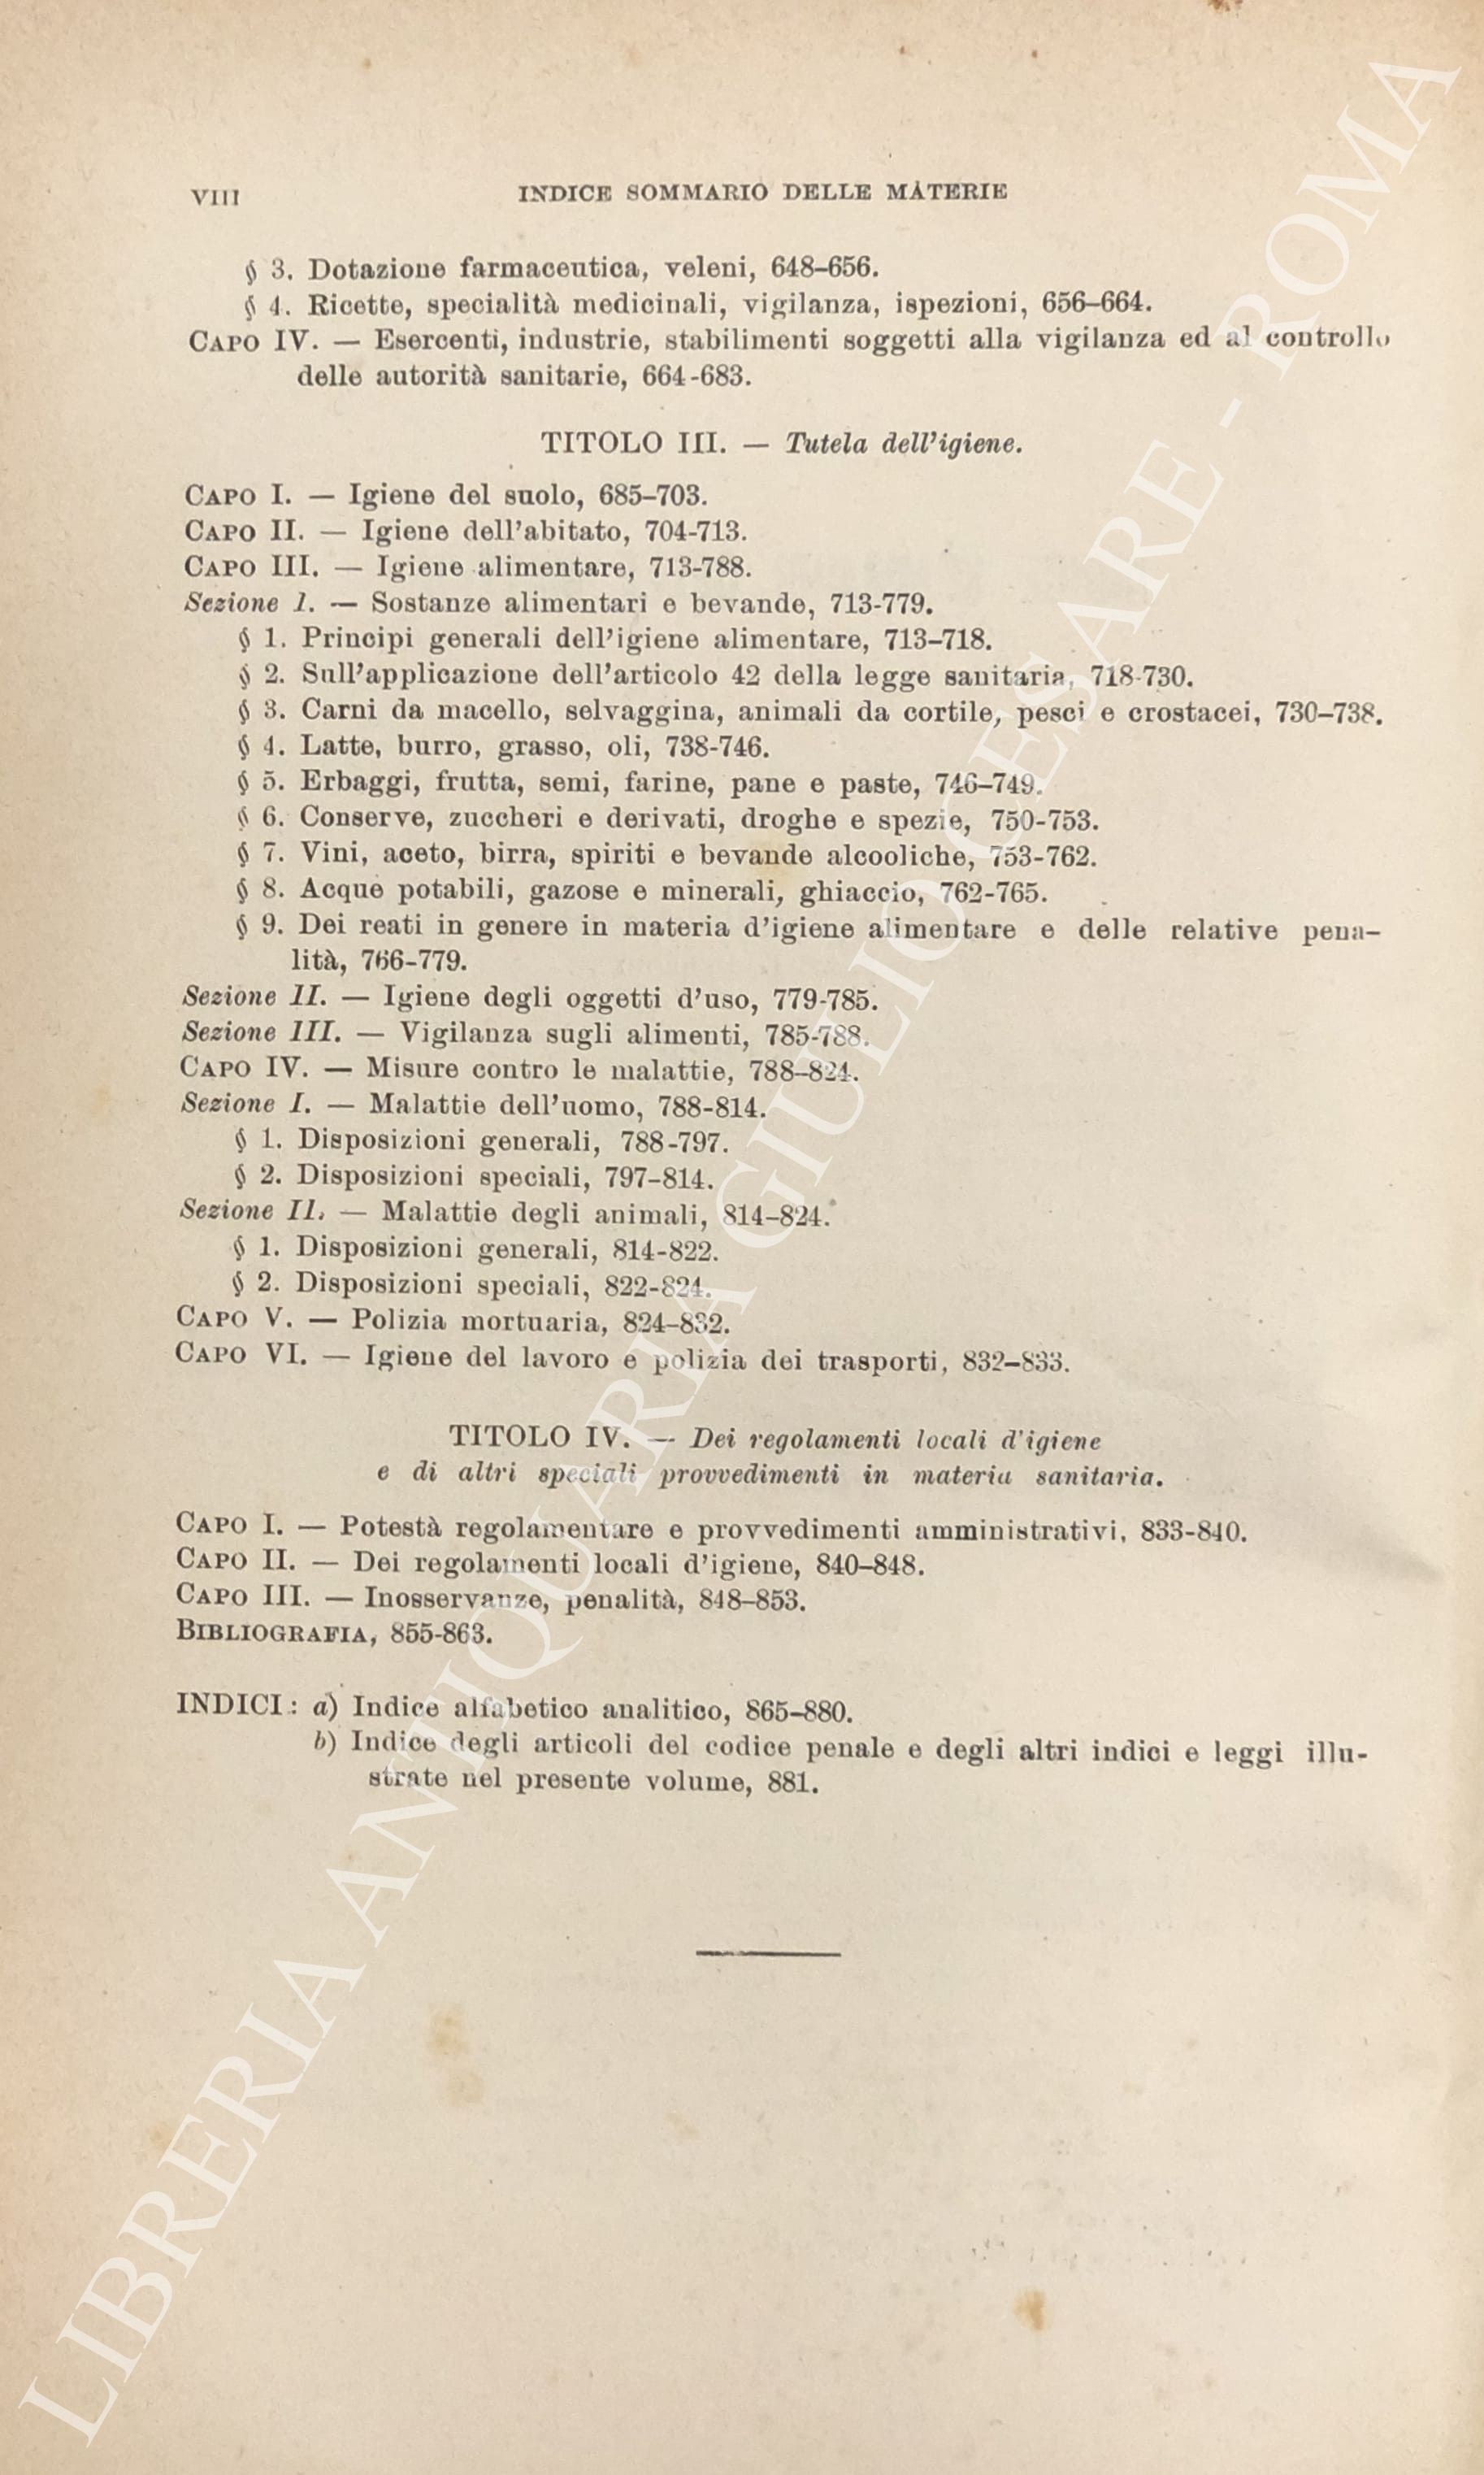 VIII INDICE SOMMARIO DELLE MATERIE
§ 3. Dotazione farmaceutica, veleni, 648–656.
§ 4. Ricette, specialità medicinali, vigilanza, ispezioni, 656–664.
CAPO IV. — Esercenti, industrie, stabilimenti soggetti alla vigilanza ed al controllo
delle autorità sanitarie, 664-683.
TITOLO III. — Tutela dell'igiene.
CAPO I. — Igiene del suolo, 685–703.
CAPO II. — Igiene dell'abitato, 704-713.
CAPO III. — Igiene alimentare, 713-788.
Sezione I. — Sostanze alimentari e bevande, 713-779.
§ 1. Principi generali dell'igiene alimentare, 713–718.
§ 2. Sull'applicazione dell'articolo 42 della legge sanitaria, 718-730.
§ 3. Carni da macello, selvaggina, animali da cortile, pesci e crostacei, 730–738.
§ 4. Latte, burro, grasso, oli, 738-746.
§ 5. Erbaggi, frutta, semi, farine, pane e paste, 746–749.
§ 6. Conserve, zuccheri e derivati, droghe e spezie, 750-753.
§ 7. Vini, aceto, birra, spiriti e bevande alcooliche, 753-762.
§ 8. Acque potabili, gazose e minerali, ghiaccio, 762-765.
§ 9. Dei reati in genere in materia d'igiene alimentare e delle relative pena-
lità, 766-779.
Sezione II. — Igiene degli oggetti d'uso, 779-785.
Sezione III. — Vigilanza sugli alimenti, 785-788.
CAPO IV. — Misure contro le malattie, 788–824.
Sezione I. — Malattie dell'uomo, 788-814.
§ 1. Disposizioni generali, 788-797.
§ 2. Disposizioni speciali, 797–814.
Sezione II. — Malattie degli animali, 814–824.
§ 1. Disposizioni generali, 814-822.
§ 2. Disposizioni speciali, 822-824.
CAPO V. — Polizia mortuaria, 824–832.
CAPO VI. — Igiene del lavoro e polizia dei trasporti, 832–833.
TITOLO IV. — Dei regolamenti locali d'igiene
e di altri speciali provvedimenti in materia sanitaria.
CAPO I. — Potestà regolamentare e provvedimenti amministrativi, 833-840.
CAPO II. — Dei regolamenti locali d'igiene, 840–848.
CAPO III. — Inosservanze, penalità, 848–853.
BIBLIOGRAFIA, 855-863.
INDICI: a) Indice alfabetico analitico, 865–880.
b) Indice degli articoli del codice penale e degli altri indici e leggi illu-
strate nel presente volume, 881.
LIBRERIA ANTIQUARIA GIULIO CESARE - ROMA